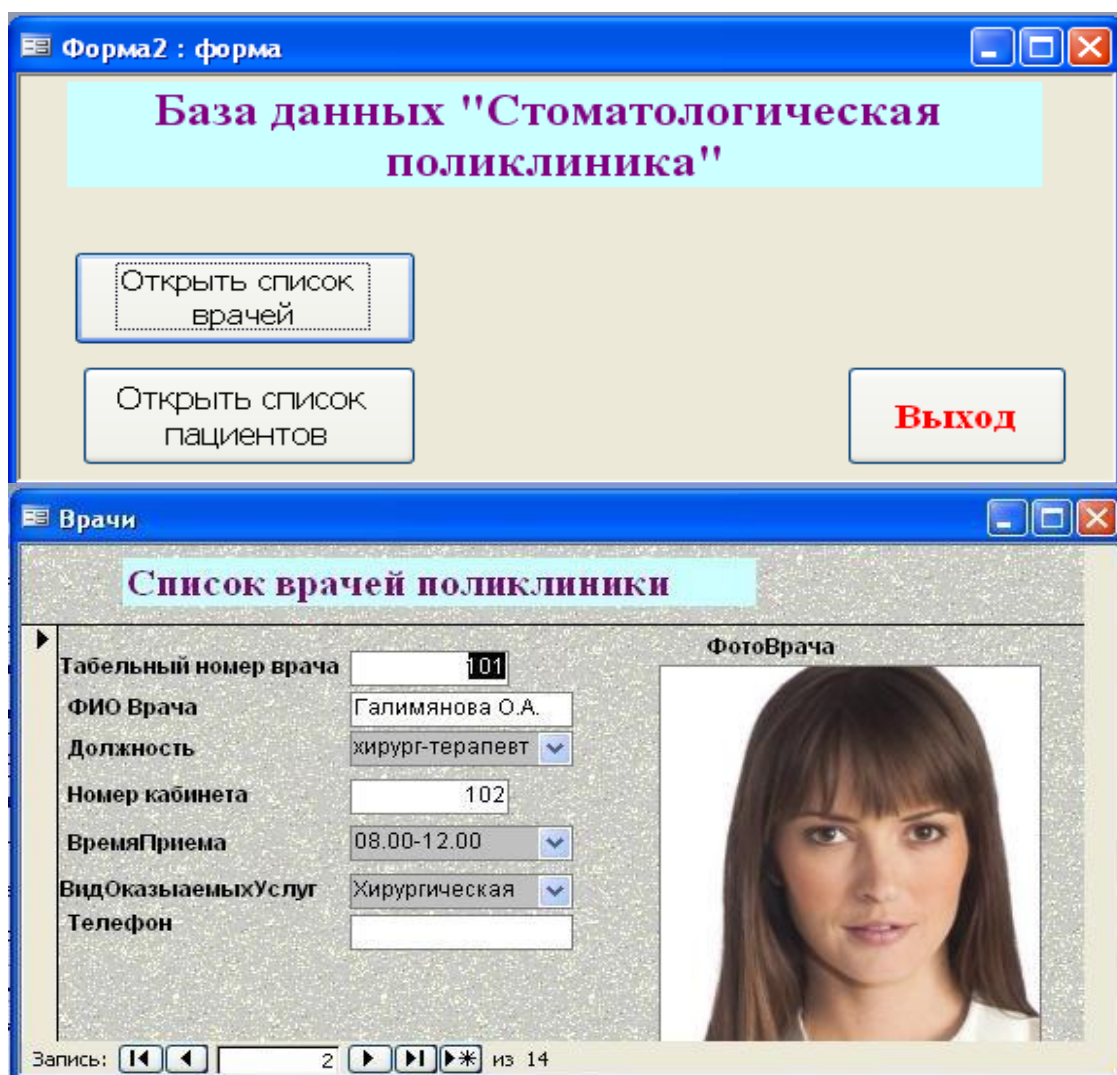 Форма2 : форма
База данных "Стоматологическая
поликлиника"
Открыть список
врачей
Открыть список
пациентов
Выход
Врачи
Список врачей поликлиники
ФотоВрача
Табельный номер врача 101
ФИО Врача Галимянова О.А.
Должность хирург-терапевт
Номер кабинета 102
ВремяПриема 08.00-12.00
ВидОказыаемыхУслуг Хирургическая
Телефон
Запись: 2 из 14